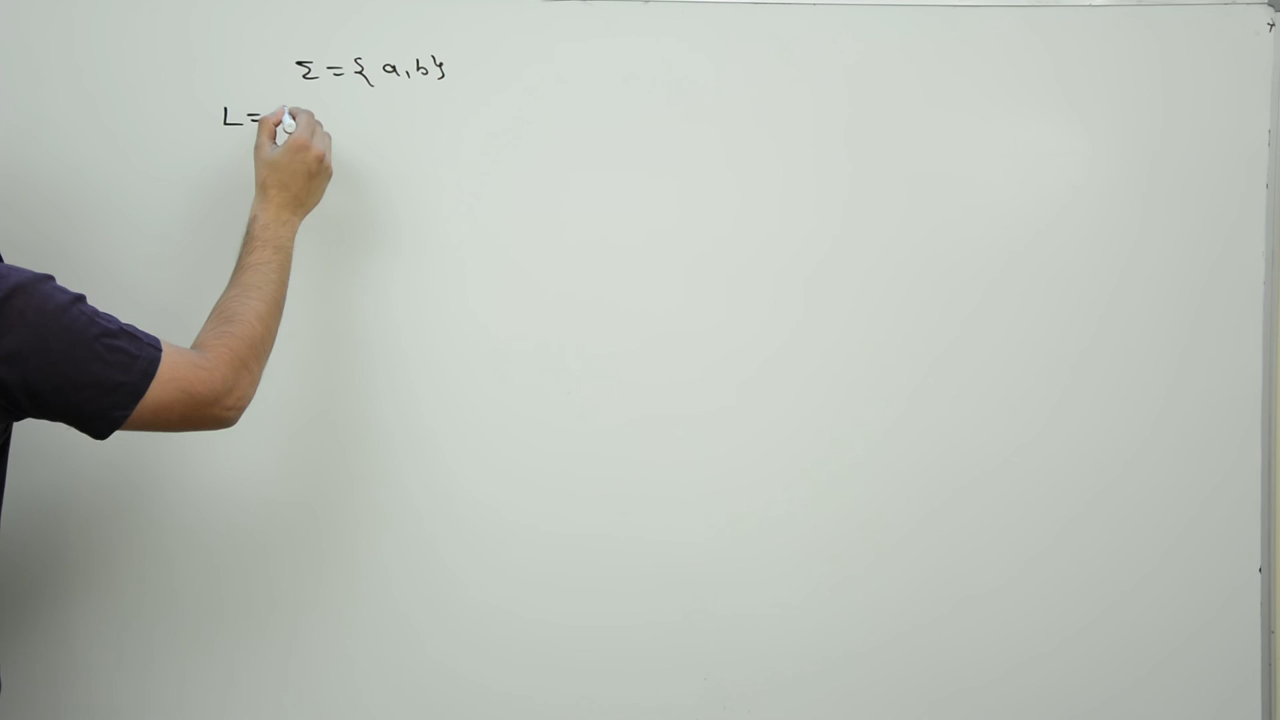 Σ = { a, b }
L =